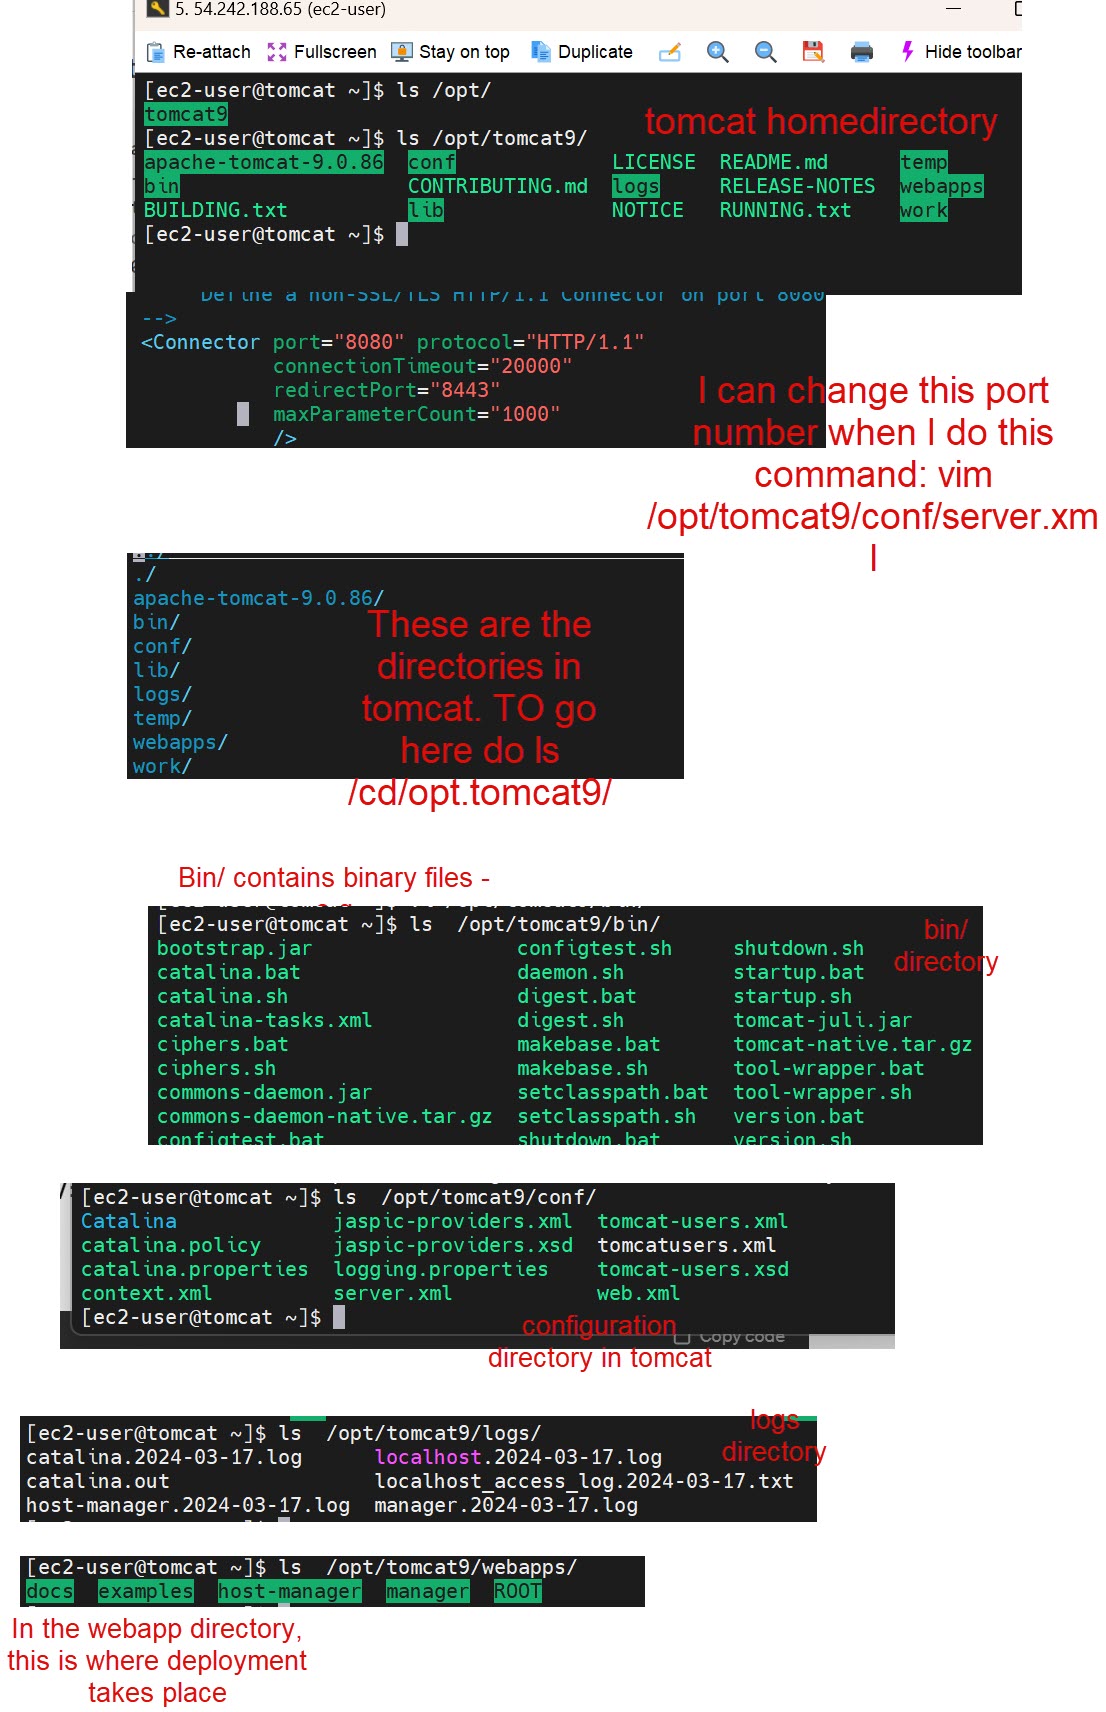 5. 54.242.188.65 (ec2-user)
Re-attach Fullscreen Stay on top Duplicate Hide toolbar
[ec2-user@tomcat ~]$ ls /opt/
tomcat9
tomcat homedirectory
[ec2-user@tomcat ~]$ ls /opt/tomcat9/
apache-tomcat-9.0.86 conf LICENSE README.md temp
bin CONTRIBUTING.md logs RELEASE-NOTES webapps
BUILDING.txt lib NOTICE RUNNING.txt work
[ec2-user@tomcat ~]$
Define a non-SSL/TLS HTTP/1.1 Connector on port 8080
-->
<Connector port="8080" protocol="HTTP/1.1"
connectionTimeout="20000"
redirectPort="8443"
maxParameterCount="1000"
/>
I can change this port
number when I do this
command: vim
/opt/tomcat9/conf/server.xm
l
../
./
apache-tomcat-9.0.86/
bin/
conf/
lib/
logs/
temp/
webapps/
work/
These are the
directories in
tomcat. TO go
here do ls
/cd/opt.tomcat9/
Bin/ contains binary files -
[ec2-user@tomcat ~]$ ls /opt/tomcat9/bin/
bootstrap.jar configtest.sh shutdown.sh
catalina.bat daemon.sh startup.bat
catalina.sh digest.bat startup.sh
catalina-tasks.xml digest.sh tomcat-juli.jar
ciphers.bat makebase.bat tomcat-native.tar.gz
ciphers.sh makebase.sh tool-wrapper.bat
commons-daemon.jar setclasspath.bat tool-wrapper.sh
commons-daemon-native.tar.gz setclasspath.sh version.bat
configtest.bat shutdown.bat version.sh
bin/
directory
[ec2-user@tomcat ~]$ ls /opt/tomcat9/conf/
Catalina jaspic-providers.xml tomcat-users.xml
catalina.policy jaspic-providers.xsd tomcatusers.xml
catalina.properties logging.properties tomcat-users.xsd
context.xml server.xml web.xml
[ec2-user@tomcat ~]$
Copy code
configuration
directory in tomcat
[ec2-user@tomcat ~]$ ls /opt/tomcat9/logs/
catalina.2024-03-17.log localhost.2024-03-17.log
catalina.out localhost_access_log.2024-03-17.txt
host-manager.2024-03-17.log manager.2024-03-17.log
logs
directory
[ec2-user@tomcat ~]$ ls /opt/tomcat9/webapps/
docs examples host-manager manager ROOT
In the webapp directory,
this is where deployment
takes place